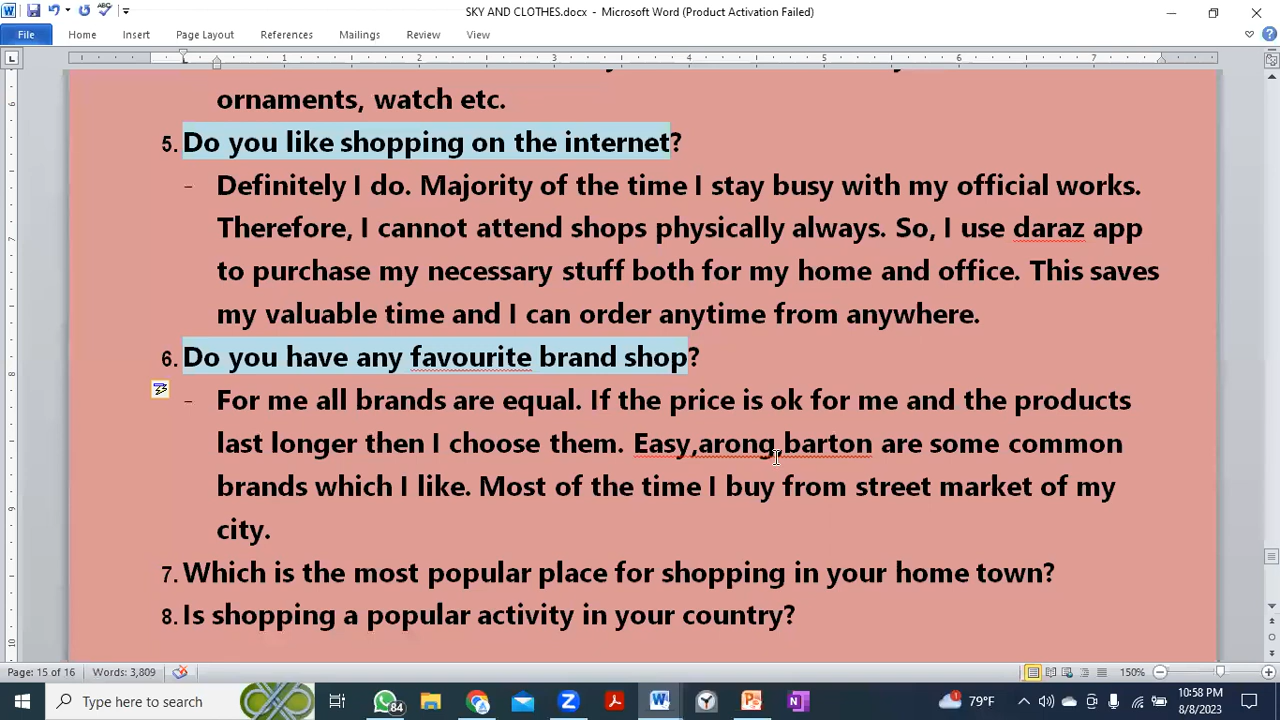 SKY AND CLOTHES.docx - Microsoft Word (Product Activation Failed)
File Home Insert Page Layout References Mailings Review View
1 2 3 4 5 6 7
ornaments, watch etc.
5. Do you like shopping on the internet?
- Definitely I do. Majority of the time I stay busy with my official works.
Therefore, I cannot attend shops physically always. So, I use daraz app
to purchase my necessary stuff both for my home and office. This saves
my valuable time and I can order anytime from anywhere.
6. Do you have any favourite brand shop?
- For me all brands are equal. If the price is ok for me and the products
last longer then I choose them. Easy,arong,barton are some common
brands which I like. Most of the time I buy from street market of my
city.
7. Which is the most popular place for shopping in your home town?
8. Is shopping a popular activity in your country?
Page: 15 of 16 Words: 3,809 150%
Type here to search 84 1 79°F 10:58 PM
8/8/2023